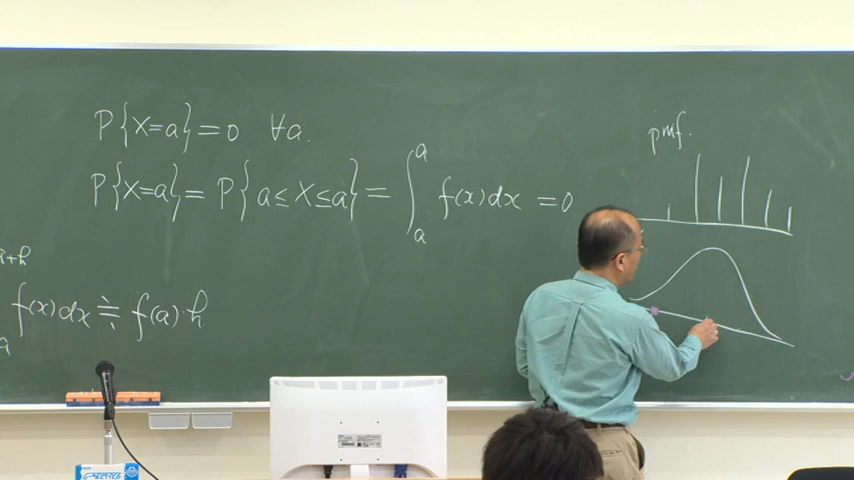 P{X=a}=0 ∀a.
P{X=a}=P{a≤X≤a}=∫_a^a f(x)dx=0
pmf.
a+h
f(x)dx≒f(a)·h
a